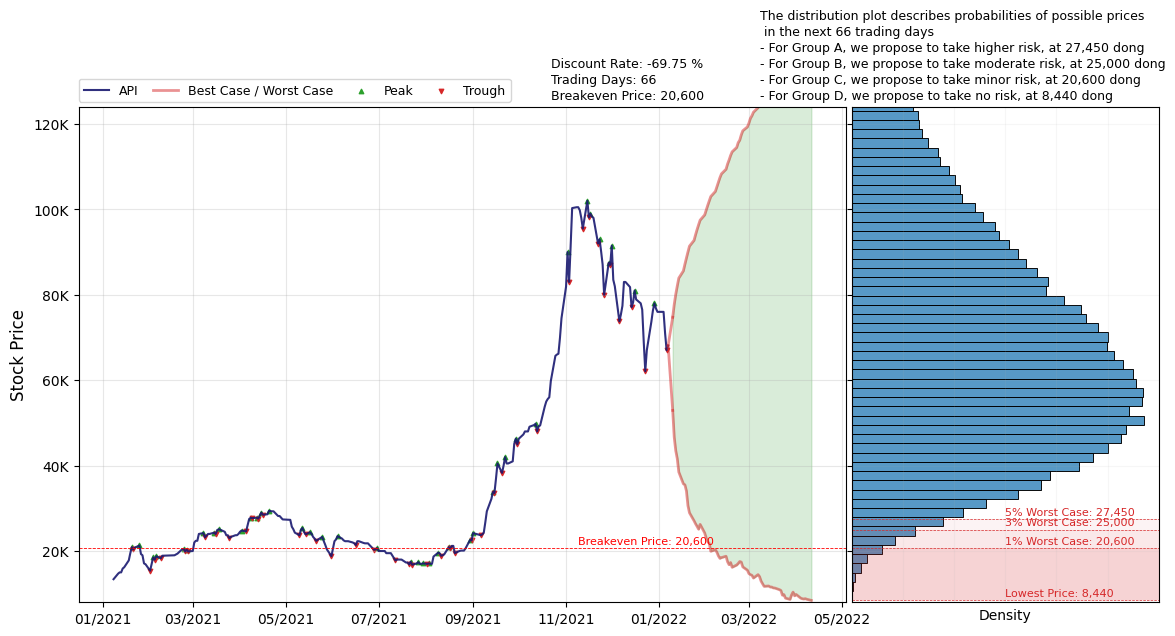 The distribution plot describes probabilities of possible prices
in the next 66 trading days
- For Group A, we propose to take higher risk, at 27,450 dong
- For Group B, we propose to take moderate risk, at 25,000 dong
- For Group C, we propose to take minor risk, at 20,600 dong
- For Group D, we propose to take no risk, at 8,440 dong
Discount Rate: -69.75 %
Trading Days: 66
Breakeven Price: 20,600
API
Best Case / Worst Case
Peak
Trough
Stock Price
120K
100K
80K
60K
40K
20K
Breakeven Price: 20,600
01/2021
03/2021
05/2021
07/2021
09/2021
11/2021
01/2022
03/2022
05/2022
5% Worst Case: 27,450
3% Worst Case: 25,000
1% Worst Case: 20,600
Lowest Price: 8,440
Density